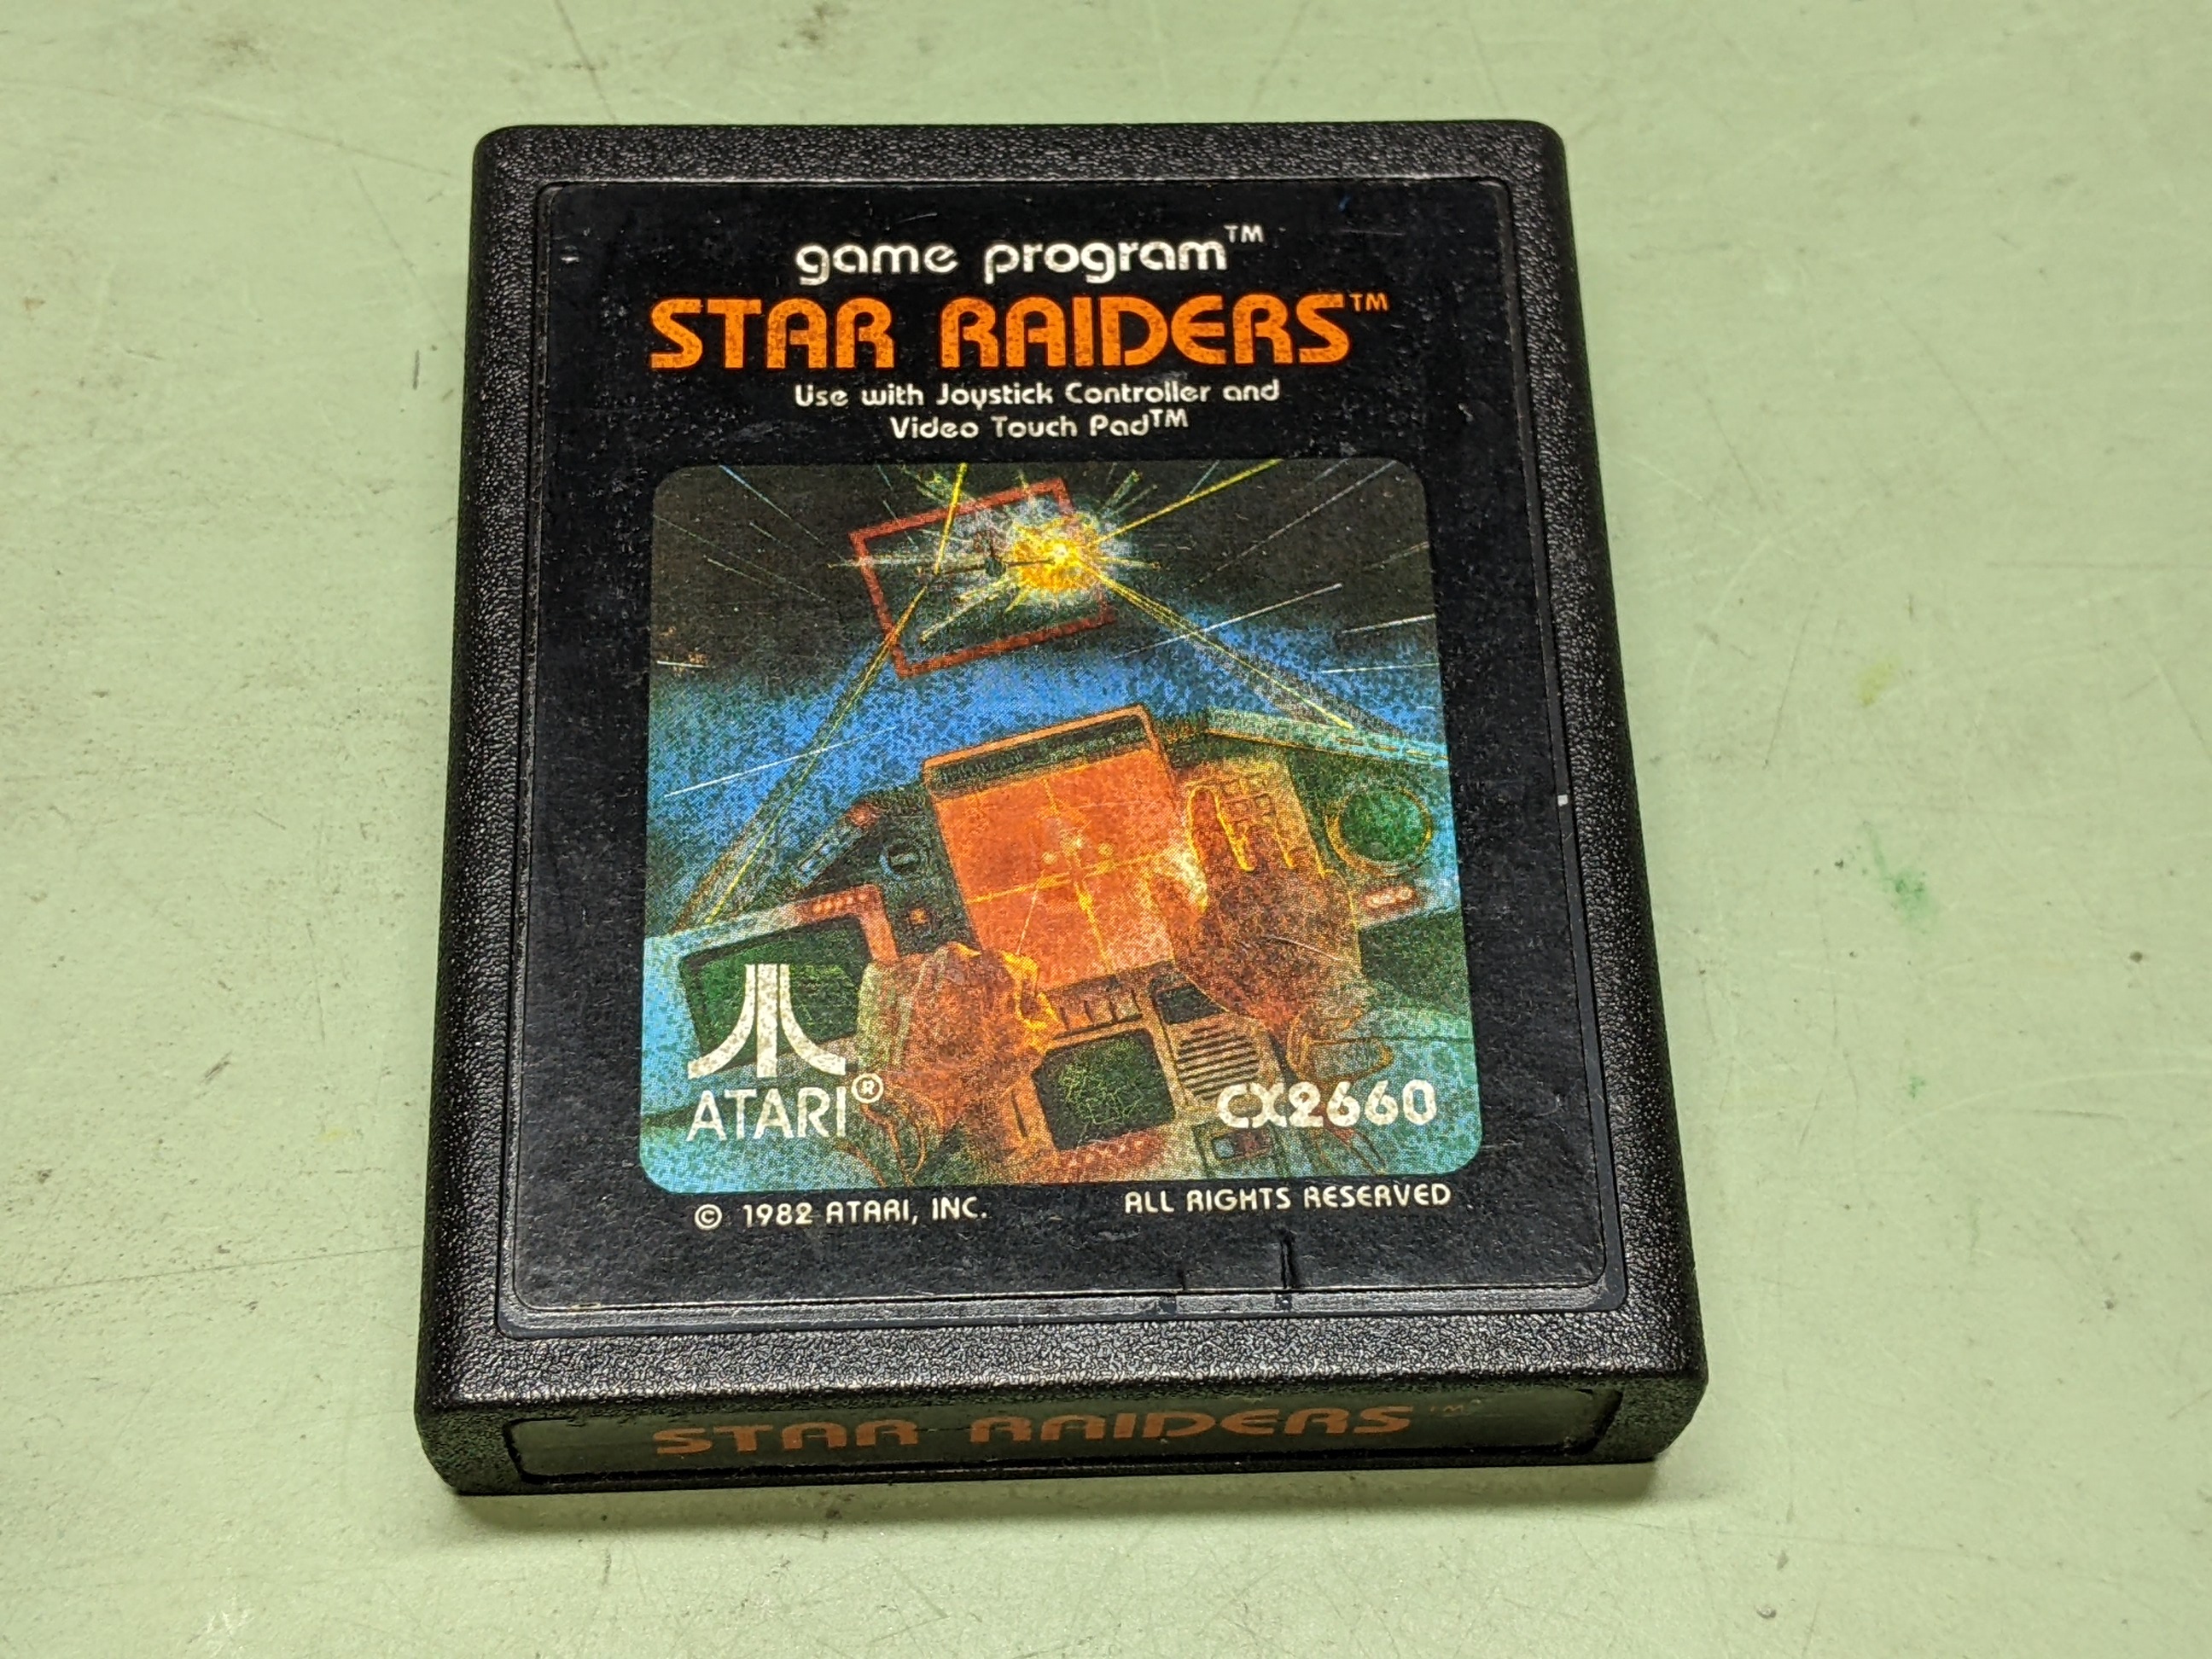 game program™
STAR RAIDERS™
Use with Joystick Controller and
Video Touch Pad™
ATARI®
CX2660
© 1982 ATARI, INC.
ALL RIGHTS RESERVED
STAR RAIDERS™